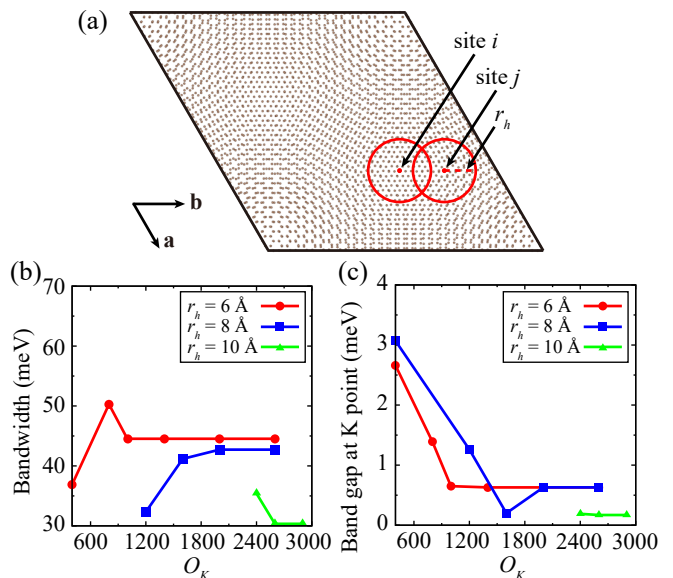 (a)
site i
site j
r_h
b
a
(b)
(c)
70
60
50
40
30
Bandwidth (meV)
r_h = 6 Å
r_h = 8 Å
r_h = 10 Å
600 1200 1800 2400 3000
O_K
4
3
2
1
0
Band gap at K point (meV)
r_h = 6 Å
r_h = 8 Å
r_h = 10 Å
600 1200 1800 2400 3000
O_K